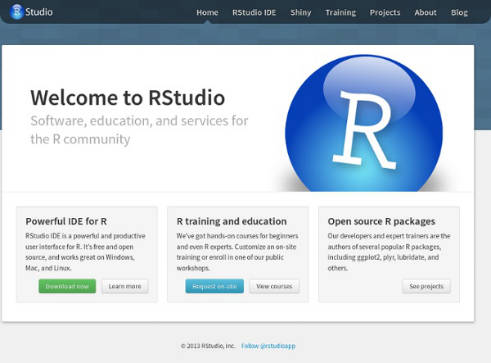 R Studio
Home RStudio IDE Shiny Training Projects About Blog
Welcome to RStudio
Software, education, and services for
the R community
R
Powerful IDE for R
RStudio IDE is a powerful and productive
user interface for R. It's free and open
source, and works great on Windows,
Mac, and Linux.
Download now Learn more
R training and education
We've got hands-on courses for beginners
and even R experts. Customize an on-site
training or enroll in one of our public
workshops.
Request on-site View courses
Open source R packages
Our developers and expert trainers are the
authors of several popular R packages,
including ggplot2, plyr, lubridate, and
others.
See projects
© 2013 RStudio, Inc. Follow @rstudioapp